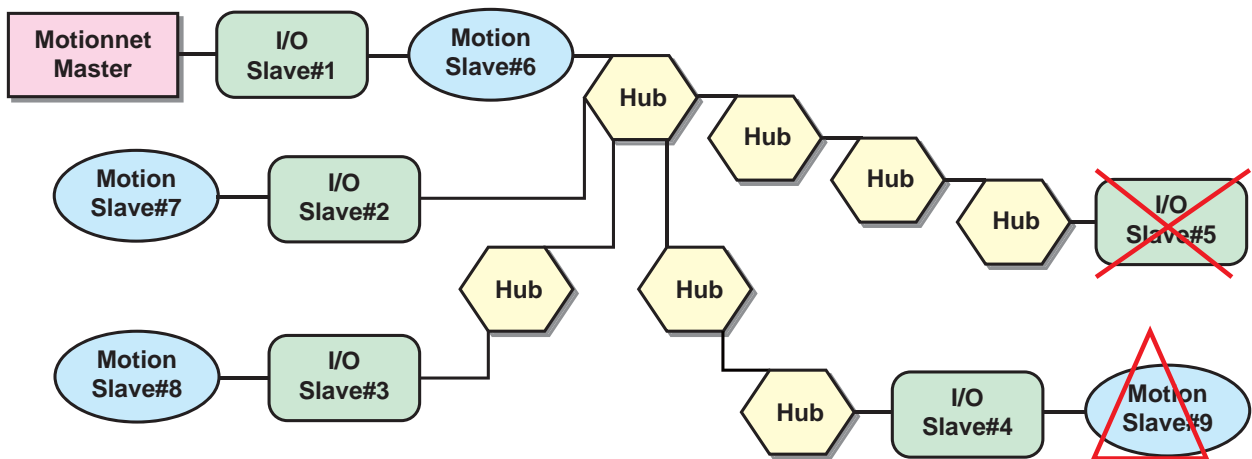 Motionnet
Master
I/O
Slave#1
Motion
Slave#6
Hub
Hub
Hub
Hub
I/O
Slave#5
Motion
Slave#7
I/O
Slave#2
Hub
Hub
Motion
Slave#8
I/O
Slave#3
Hub
I/O
Slave#4
Motion
Slave#9